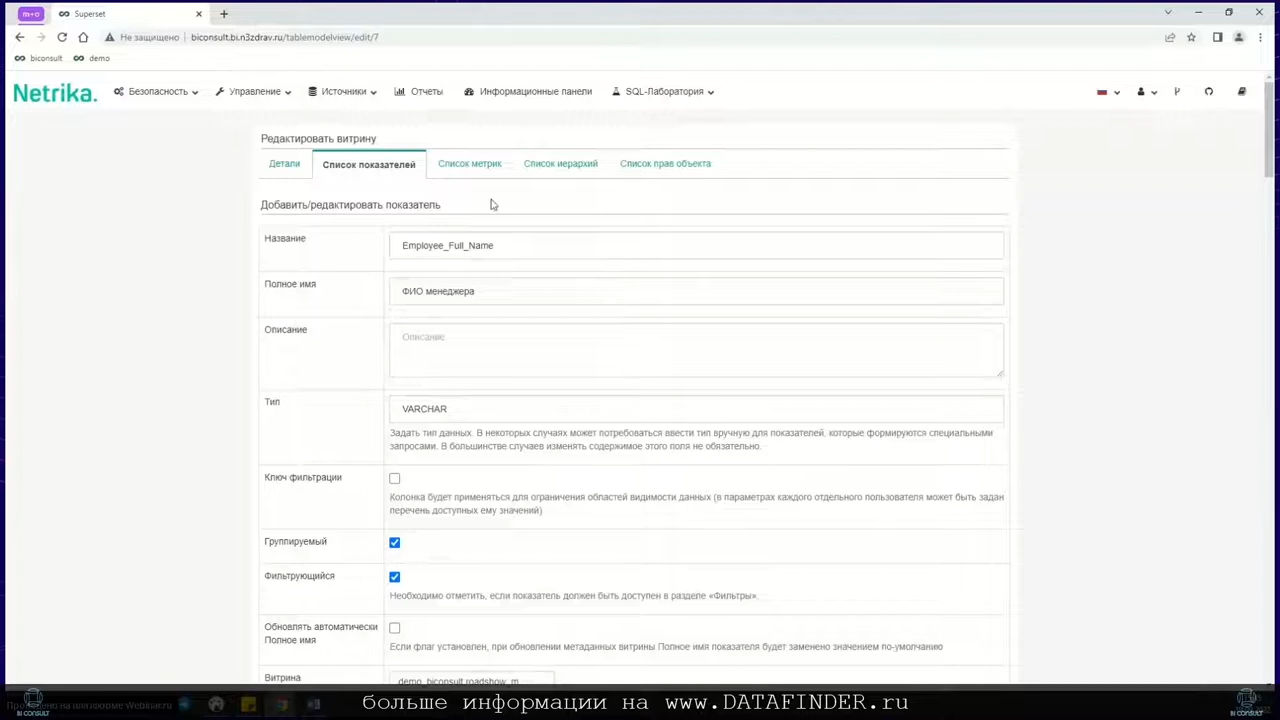 m+o
Superset
Не защищено
biconsult.bi.n3zdrav.ru/tablemodelview/edit/7
biconsult
demo
Netrika.
Безопасность
Управление
Источники
Отчеты
Информационные панели
SQL-Лаборатория
Редактировать витрину
Детали
Список показателей
Список метрик
Список иерархий
Список прав объекта
Добавить/редактировать показатель
Название
Employee_Full_Name
Полное имя
ФИО менеджера
Описание
Описание
Тип
VARCHAR
Задать тип данных. В некоторых случаях может потребоваться ввести тип вручную для показателей, которые формируются специальными
запросами. В большинстве случаев изменять содержимое этого поля не обязательно.
Ключ фильтрации
Колонка будет применяться для ограничения областей видимости данных (в параметрах каждого отдельного пользователя может быть задан
перечень доступных ему значений)
Группируемый
Фильтрующийся
Необходимо отметить, если показатель должен быть доступен в разделе «Фильтры».
Обновлять автоматически
Полное имя
Если флаг установлен, при обновлении метаданных витрины Полное имя показателя будет заменено значением по-умолчанию
Витрина
demo_biconsult.roadshow_m
больше информации на www.DATAFINDER.ru
BI CONSULT
BI CONSULT